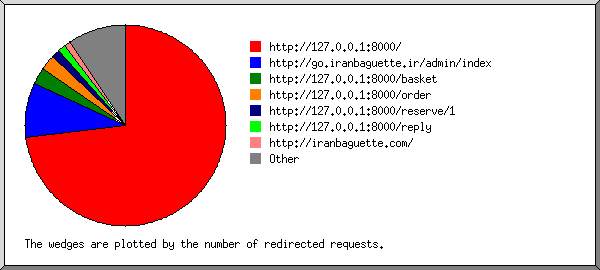 http://127.0.0.1:8000/
http://go.iranbaguette.ir/admin/index
http://127.0.0.1:8000/basket
http://127.0.0.1:8000/order
http://127.0.0.1:8000/reserve/1
http://127.0.0.1:8000/reply
http://iranbaguette.com/
Other
The wedges are plotted by the number of redirected requests.